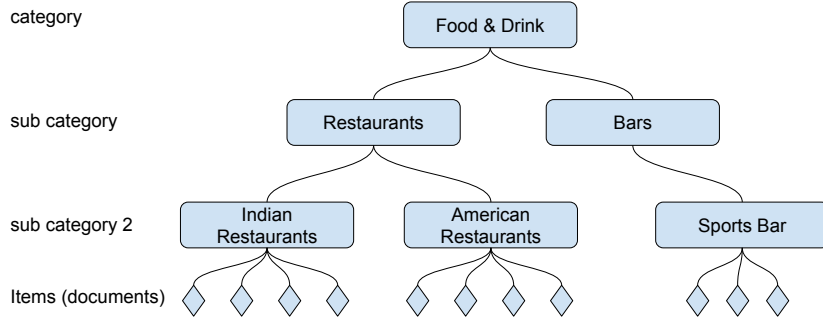 category
Food & Drink
sub category
Restaurants
Bars
sub category 2
Indian
Restaurants
American
Restaurants
Sports Bar
Items (documents)